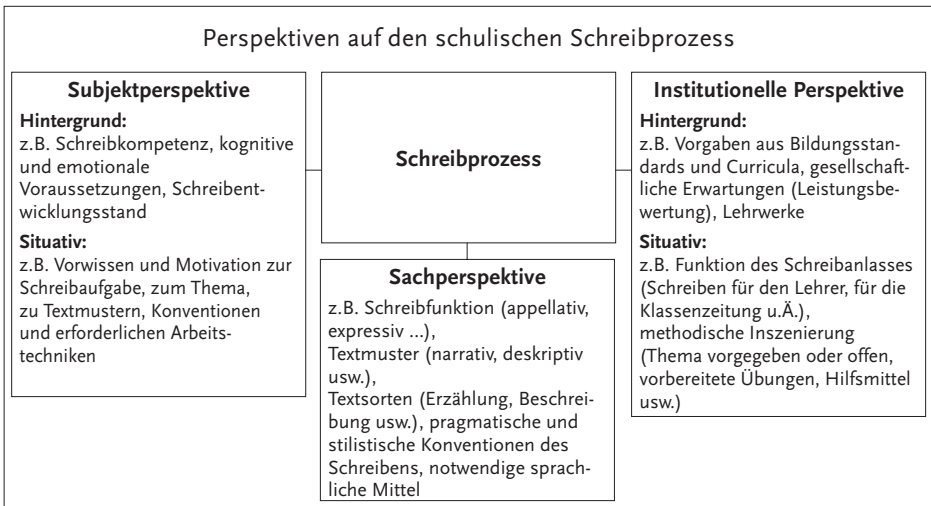 Perspektiven auf den schulischen Schreibprozess
Subjektperspektive
Hintergrund:
z.B. Schreibkompetenz, kognitive
und emotionale
Voraussetzungen, Schreibent-
wicklungsstand
Situativ:
z.B. Vorwissen und Motivation zur
Schreibaufgabe, zum Thema,
zu Textmustern, Konventionen
und erforderlichen Arbeits-
techniken
Schreibprozess
Sachperspektive
z.B. Schreibfunktion (appellativ,
expressiv ...),
Textmuster (narrativ, deskriptiv
usw.),
Textsorten (Erzählung, Beschrei-
bung usw.), pragmatische und
stilistische Konventionen des
Schreibens, notwendige sprach-
liche Mittel
Institutionelle Perspektive
Hintergrund:
z.B. Vorgaben aus Bildungsstan-
dards und Curricula, gesellschaft-
liche Erwartungen (Leistungsbe-
wertung), Lehrwerke
Situativ:
z.B. Funktion des Schreibanlasses
(Schreiben für den Lehrer, für die
Klassenzeitung u.Ä.),
methodische Inszenierung
(Thema vorgegeben oder offen,
vorbereitete Übungen, Hilfsmittel
usw.)